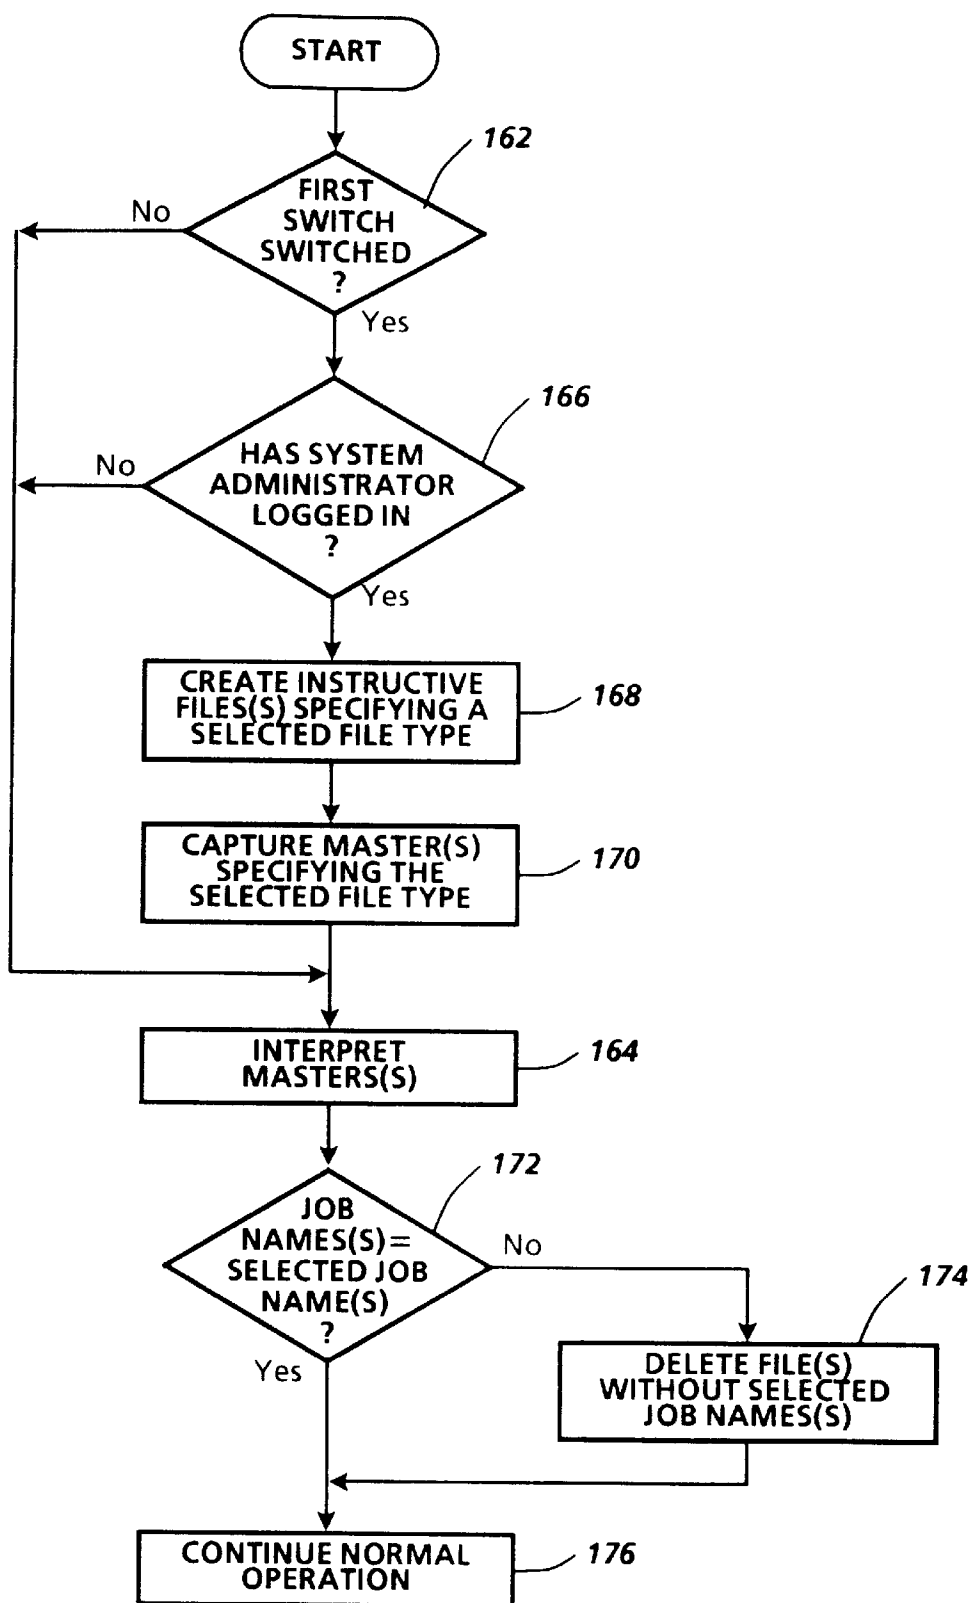 START
162
FIRST
SWITCH
SWITCHED
?
No
Yes
166
HAS SYSTEM
ADMINISTRATOR
LOGGED IN
?
No
Yes
CREATE INSTRUCTIVE
FILES(S) SPECIFYING A
SELECTED FILE TYPE
168
CAPTURE MASTER(S)
SPECIFYING THE
SELECTED FILE TYPE
170
INTERPRET
MASTERS(S)
164
172
JOB
NAMES(S)=
SELECTED JOB
NAME(S)
?
No
Yes
174
DELETE FILE(S)
WITHOUT SELECTED
JOB NAMES(S)
CONTINUE NORMAL
OPERATION
176